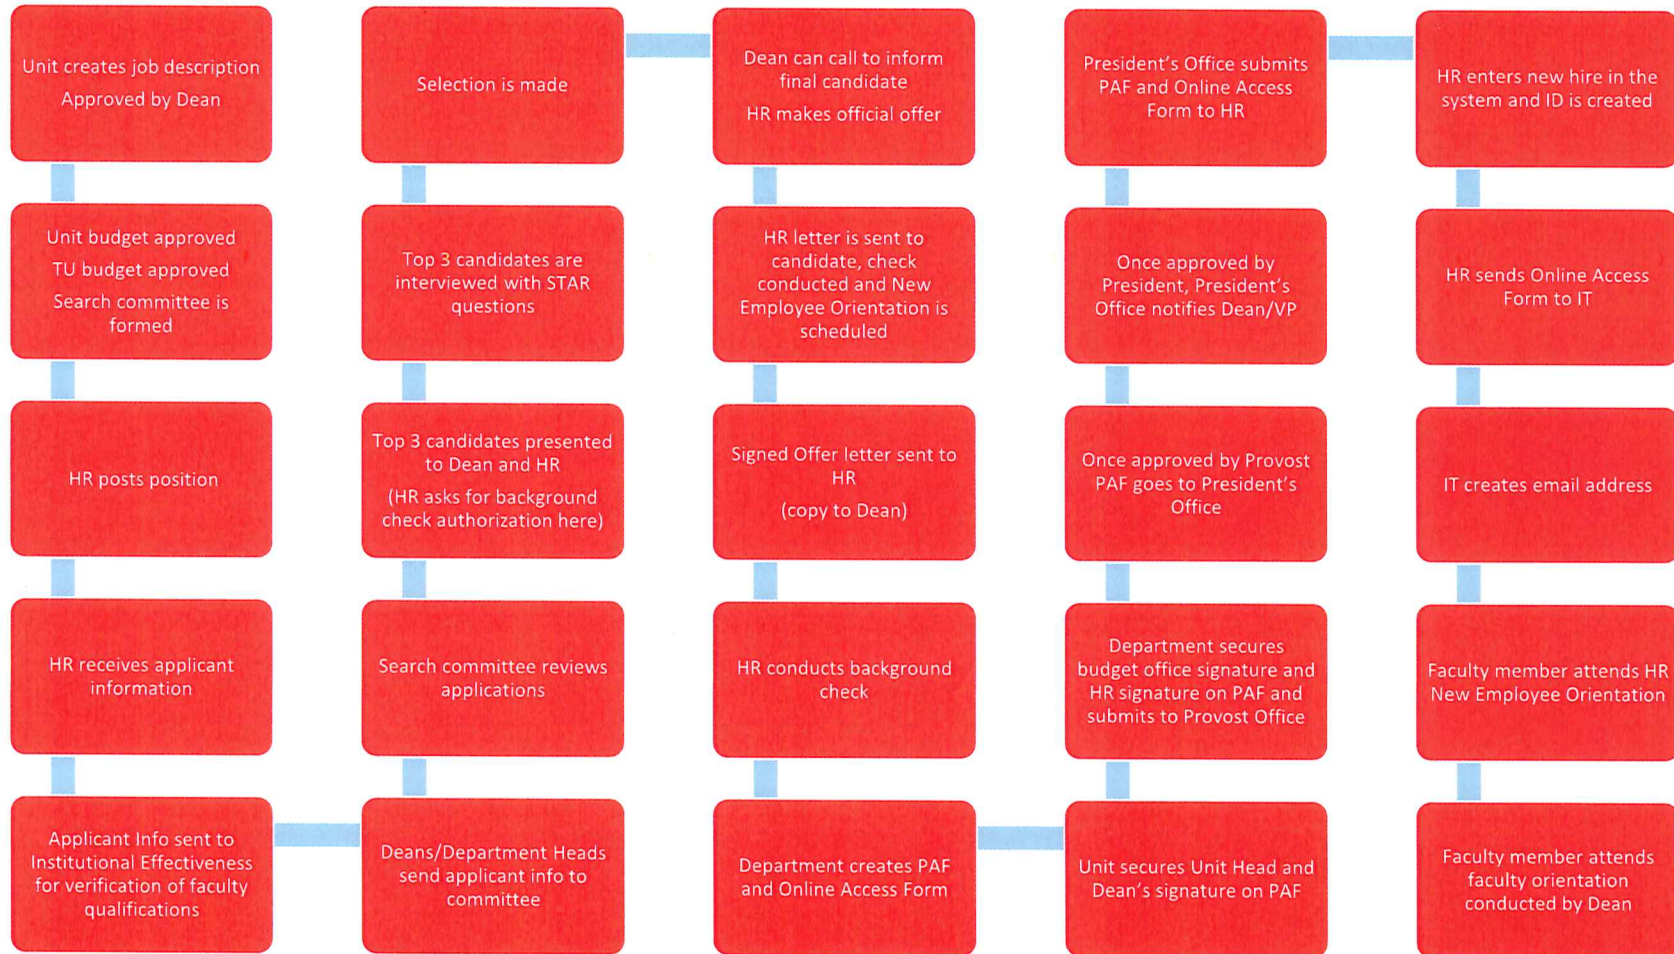 Unit creates job description
Approved by Dean
Unit budget approved
TU budget approved
Search committee is
formed
HR posts position
HR receives applicant
information
Applicant Info sent to
Institutional Effectiveness
for verification of faculty
qualifications
Deans/Department Heads
send applicant info to
committee
Search committee reviews
applications
Top 3 candidates presented
to Dean and HR
(HR asks for background
check authorization here)
Top 3 candidates are
interviewed with STAR
questions
Selection is made
Dean can call to inform
final candidate
HR makes official offer
HR letter is sent to
candidate, check
conducted and New
Employee Orientation is
scheduled
Signed Offer letter sent to
HR
(copy to Dean)
HR conducts background
check
Department creates PAF
and Online Access Form
Unit secures Unit Head and
Dean's signature on PAF
Department secures
budget office signature and
HR signature on PAF and
submits to Provost Office
Once approved by Provost
PAF goes to President's
Office
Once approved by
President, President's
Office notifies Dean/VP
President's Office submits
PAF and Online Access
Form to HR
HR enters new hire in the
system and ID is created
HR sends Online Access
Form to IT
IT creates email address
Faculty member attends HR
New Employee Orientation
Faculty member attends
faculty orientation
conducted by Dean